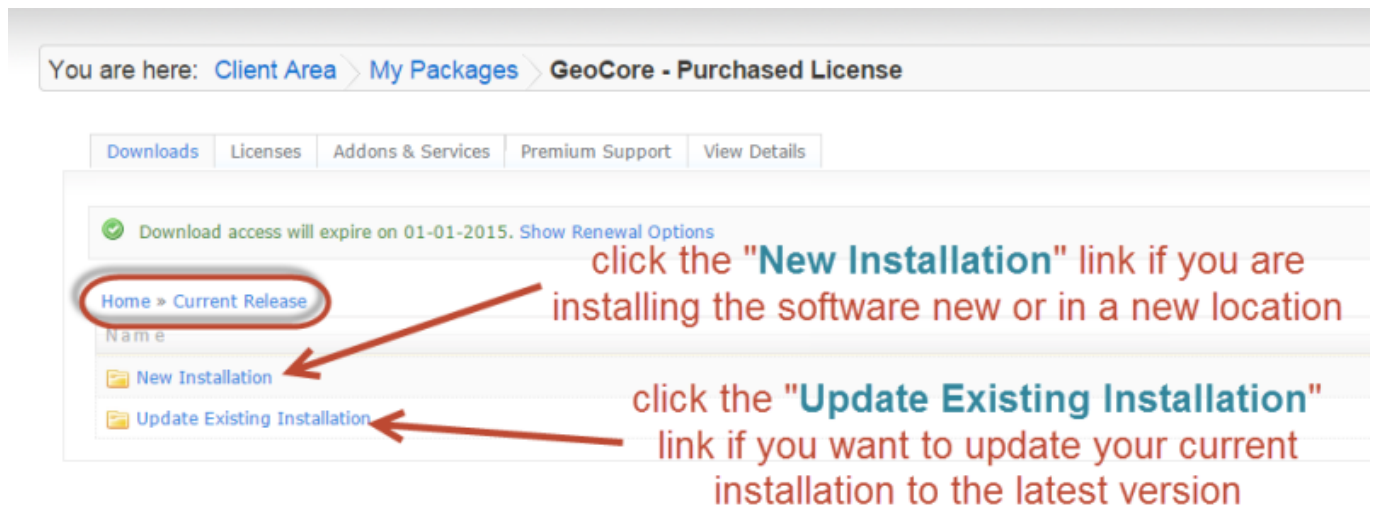 You are here: Client Area My Packages GeoCore - Purchased License
Downloads Licenses Addons & Services Premium Support View Details
Download access will expire on 01-01-2015. Show Renewal Options
click the "New Installation" link if you are
installing the software new or in a new location
Home » Current Release
Name
New Installation
Update Existing Installation
click the "Update Existing Installation"
link if you want to update your current
installation to the latest version